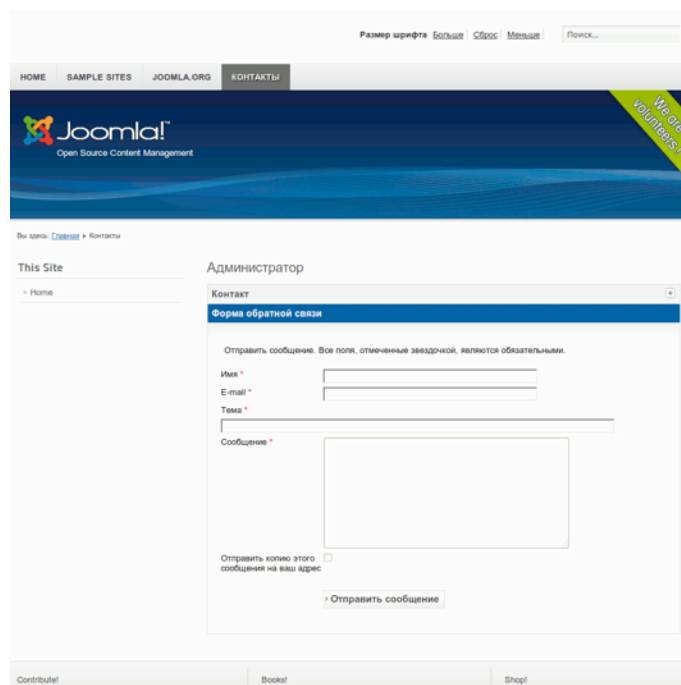 Размер шрифта Больше Сброс Меньше Поиск...
HOME SAMPLE SITES JOOMLA.ORG КОНТАКТЫ
We are
volunteers!
Joomla!™
Open Source Content Management
Вы здесь: Главная ▸ Контакты
This Site
Home
Администратор
Контакт
Форма обратной связи
Отправить сообщение. Все поля, отмеченные звездочкой, являются обязательными.
Имя *
E-mail *
Тема *
Сообщение *
Отправить копию этого
сообщения на ваш адрес
Отправить сообщение
Contribute! Books! Shop!